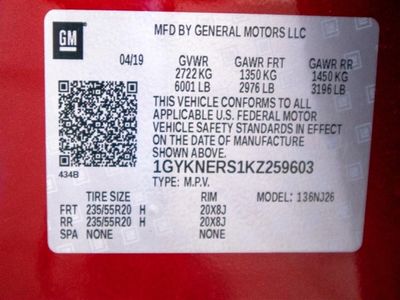 GM
MFD BY GENERAL MOTORS LLC
04/19 GVWR GAWR FRT GAWR RR
2722 KG 1350 KG 1450 KG
6001 LB 2976 LB 3196 LB
THIS VEHICLE CONFORMS TO ALL
APPLICABLE U.S. FEDERAL MOTOR
VEHICLE SAFETY STANDARDS IN EFFECT
ON THE DATE OF MANUFACTURE
SHOWN ABOVE.
434B
1GYKNERS1KZ259603
TYPE: M.P.V. MODEL: 136NJ26
TIRE SIZE RIM
FRT 235/55R20 H 20X8J
RR 235/55R20 H 20X8J
SPA NONE NONE